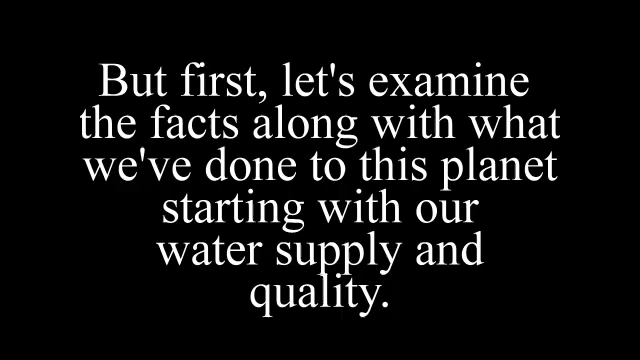 But first, let's examine
the facts along with what
we've done to this planet
starting with our
water supply and
quality.